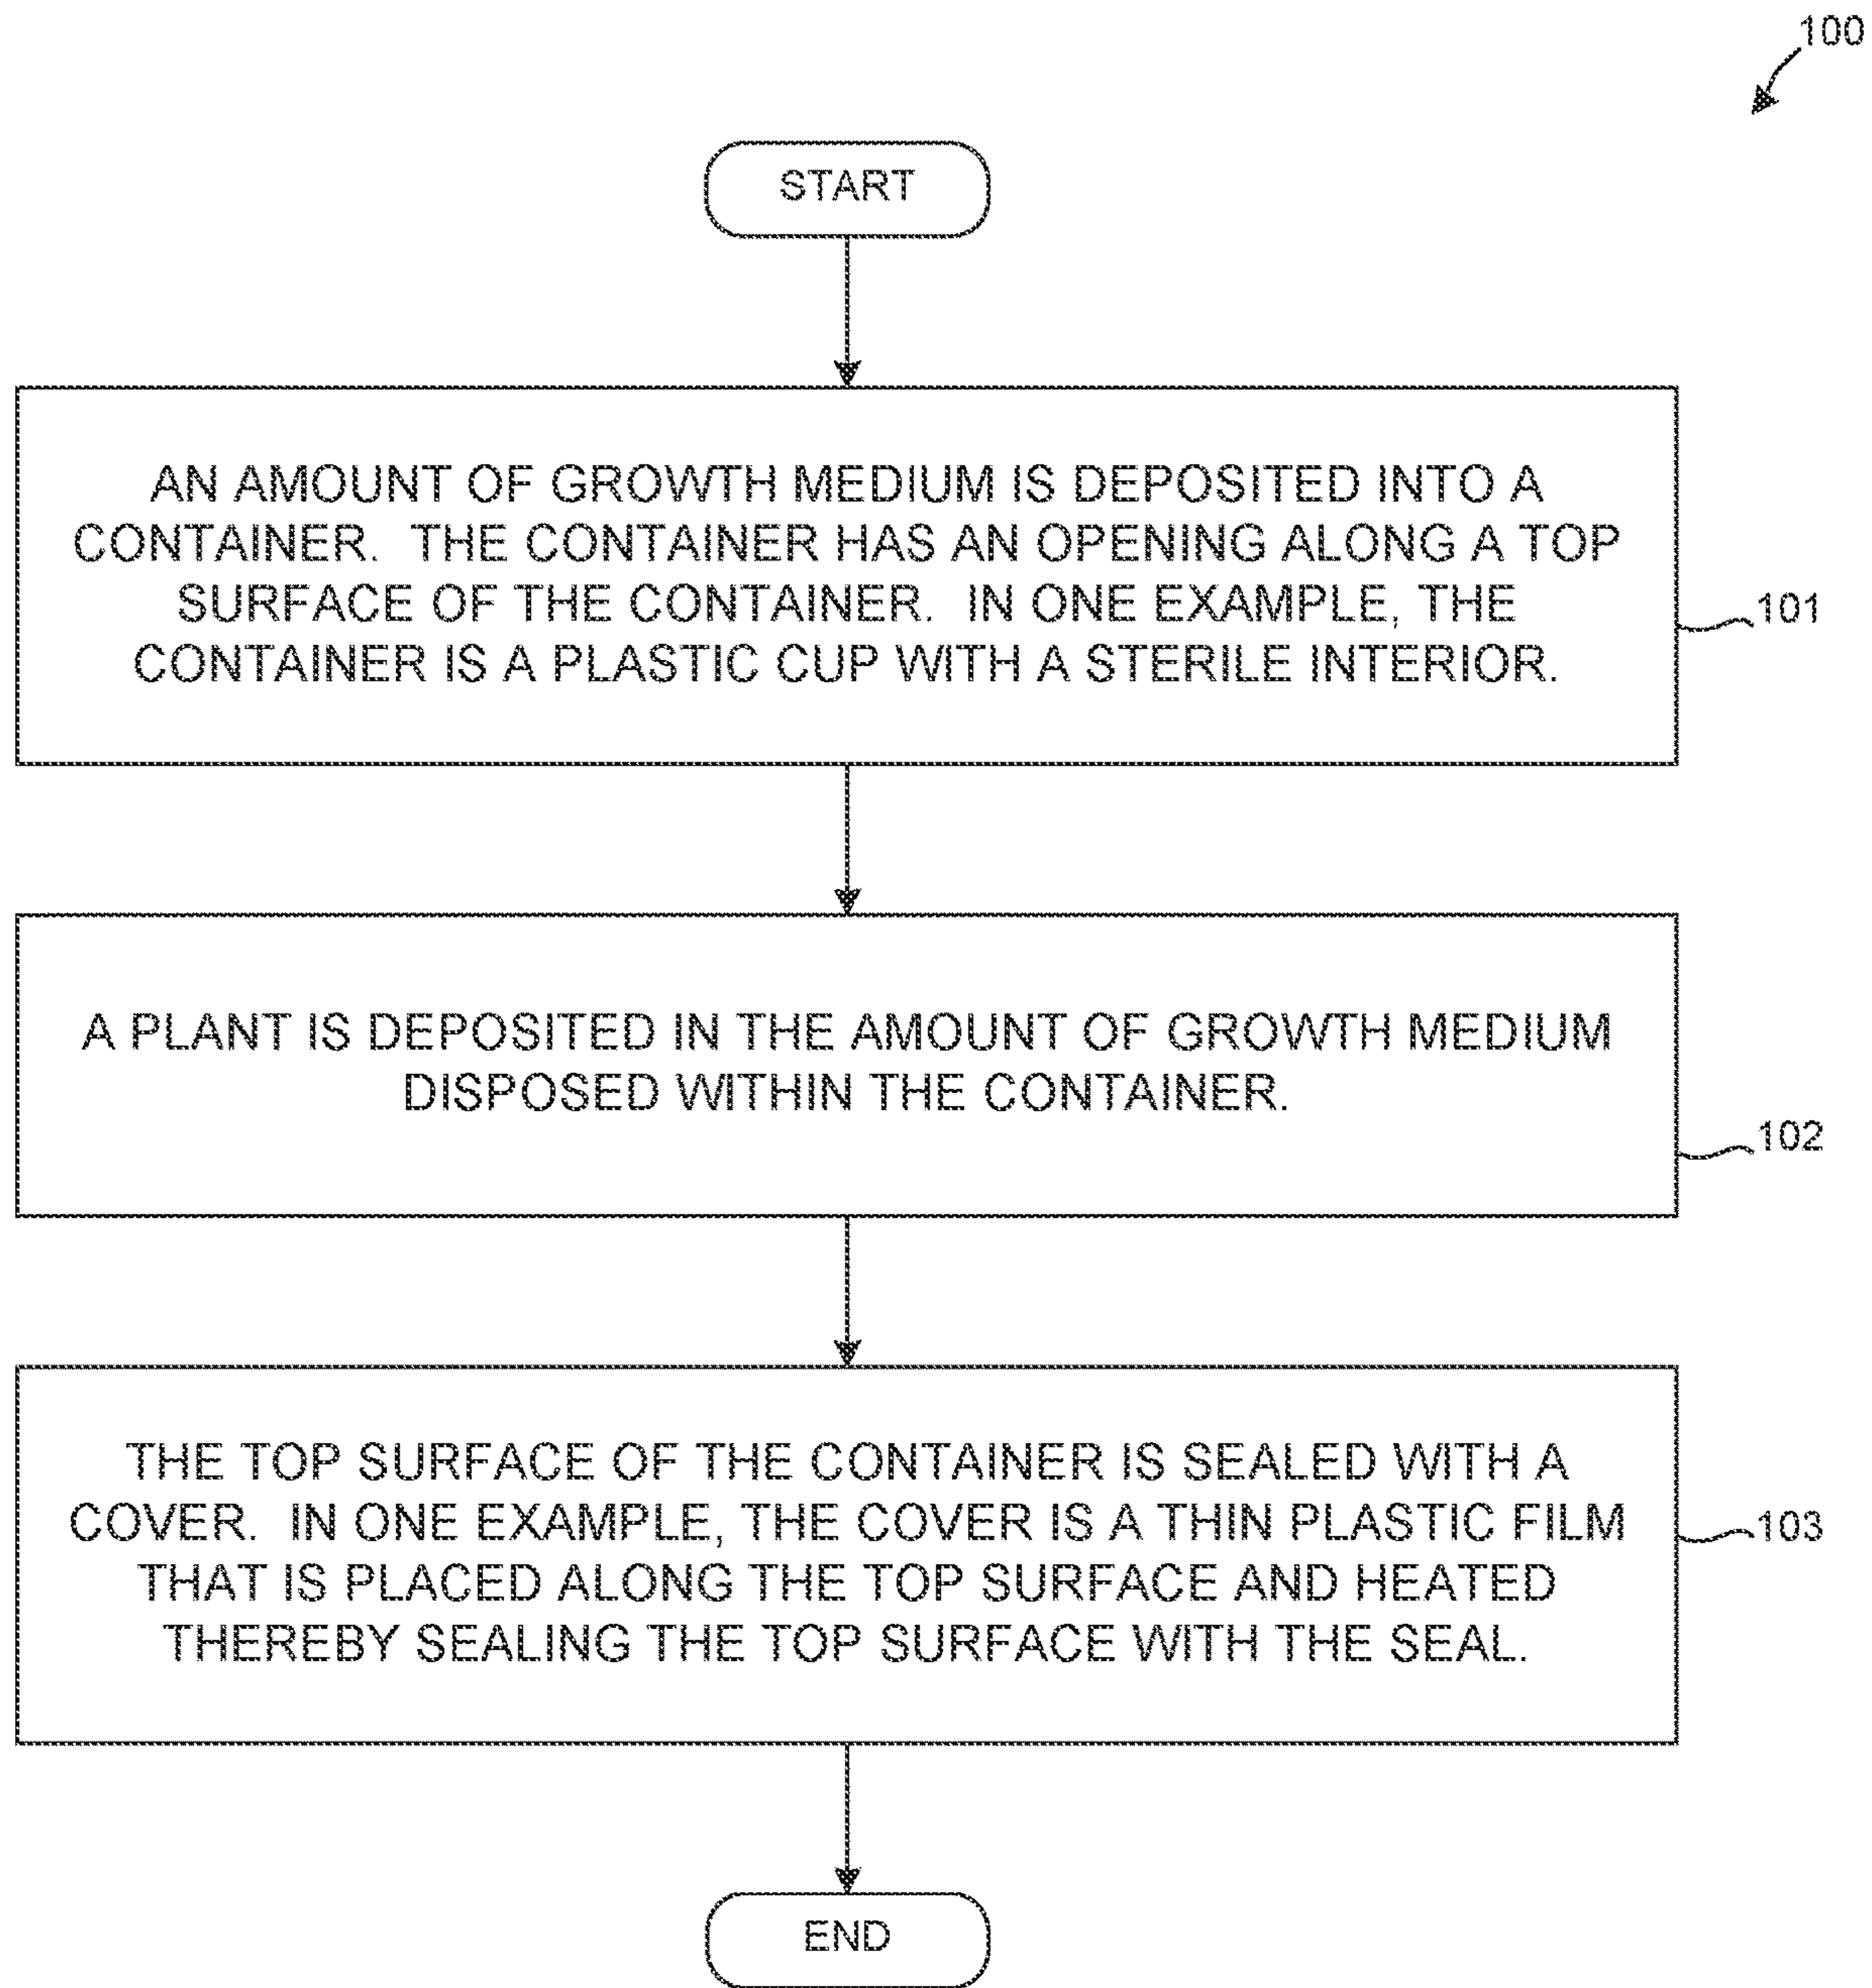 100
START
AN AMOUNT OF GROWTH MEDIUM IS DEPOSITED INTO A
CONTAINER.  THE CONTAINER HAS AN OPENING ALONG A TOP
SURFACE OF THE CONTAINER.  IN ONE EXAMPLE, THE
CONTAINER IS A PLASTIC CUP WITH A STERILE INTERIOR.
101
A PLANT IS DEPOSITED IN THE AMOUNT OF GROWTH MEDIUM
DISPOSED WITHIN THE CONTAINER.
102
THE TOP SURFACE OF THE CONTAINER IS SEALED WITH A
COVER.  IN ONE EXAMPLE, THE COVER IS A THIN PLASTIC FILM
THAT IS PLACED ALONG THE TOP SURFACE AND HEATED
THEREBY SEALING THE TOP SURFACE WITH THE SEAL.
103
END